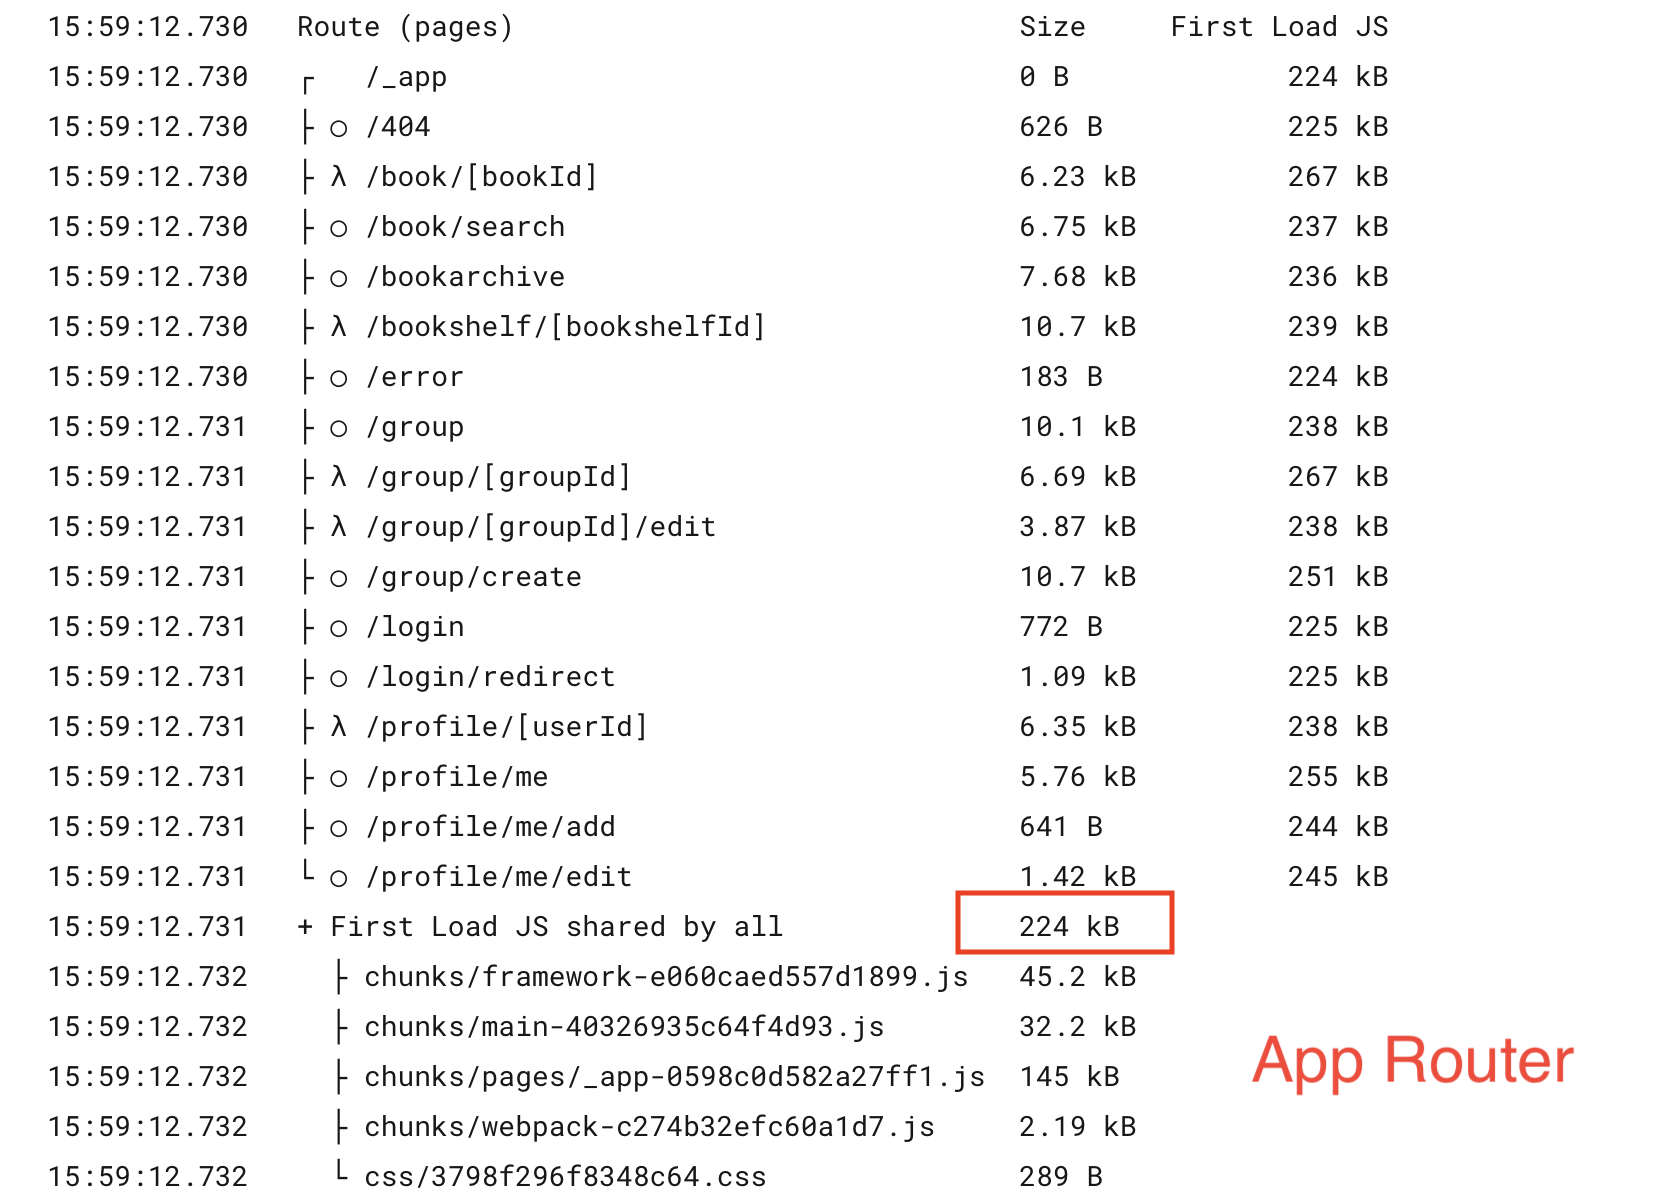 15:59:12.730 Route (pages) Size First Load JS
15:59:12.730 ┌ /_app 0 B 224 kB
15:59:12.730 ├ ○ /404 626 B 225 kB
15:59:12.730 ├ λ /book/[bookId] 6.23 kB 267 kB
15:59:12.730 ├ ○ /book/search 6.75 kB 237 kB
15:59:12.730 ├ ○ /bookarchive 7.68 kB 236 kB
15:59:12.730 ├ λ /bookshelf/[bookshelfId] 10.7 kB 239 kB
15:59:12.730 ├ ○ /error 183 B 224 kB
15:59:12.731 ├ ○ /group 10.1 kB 238 kB
15:59:12.731 ├ λ /group/[groupId] 6.69 kB 267 kB
15:59:12.731 ├ λ /group/[groupId]/edit 3.87 kB 238 kB
15:59:12.731 ├ ○ /group/create 10.7 kB 251 kB
15:59:12.731 ├ ○ /login 772 B 225 kB
15:59:12.731 ├ ○ /login/redirect 1.09 kB 225 kB
15:59:12.731 ├ λ /profile/[userId] 6.35 kB 238 kB
15:59:12.731 ├ ○ /profile/me 5.76 kB 255 kB
15:59:12.731 ├ ○ /profile/me/add 641 B 244 kB
15:59:12.731 └ ○ /profile/me/edit 1.42 kB 245 kB
15:59:12.731 + First Load JS shared by all 224 kB
15:59:12.732 ├ chunks/framework-e060caed557d1899.js 45.2 kB
15:59:12.732 ├ chunks/main-40326935c64f4d93.js 32.2 kB
15:59:12.732 ├ chunks/pages/_app-0598c0d582a27ff1.js 145 kB
15:59:12.732 ├ chunks/webpack-c274b32efc60a1d7.js 2.19 kB
15:59:12.732 └ css/3798f296f8348c64.css 289 B
App Router